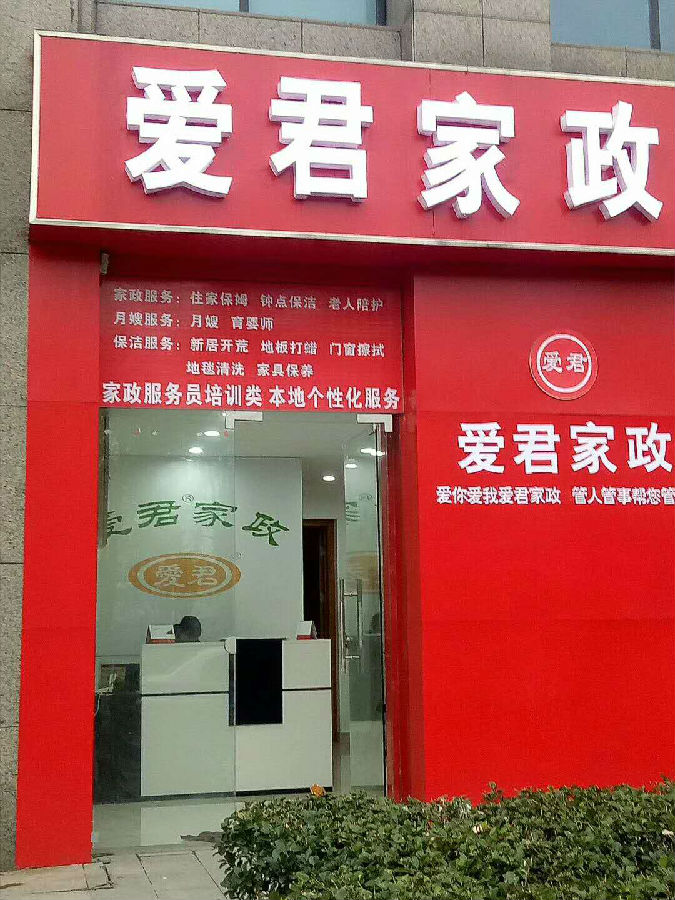 爱君家政
家政服务：住家保姆 钟点保洁 老人陪护
月嫂服务：月嫂 育婴师
保洁服务：新居开荒 地板打蜡 门窗擦拭
地毯清洗 家具保养
家政服务员培训类 本地个性化服务
爱君
爱君家政
爱你爱我爱君家政 管人管事帮您管
爱君®家政
爱君